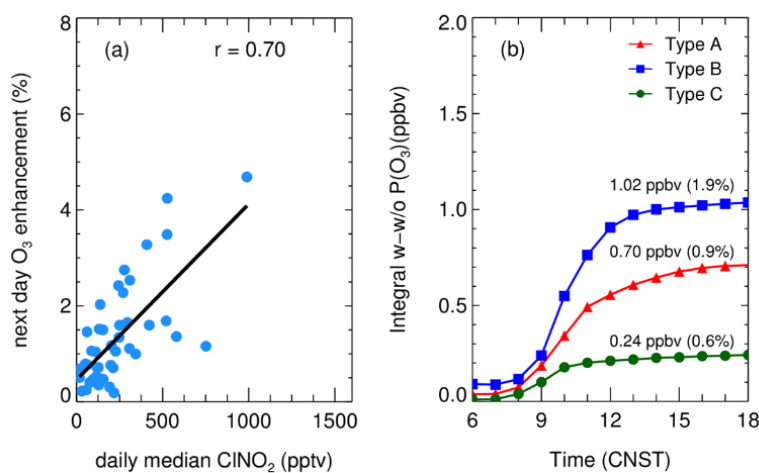 (a)
r = 0.70
8
6
4
2
0
0
500
1000
1500
next day O₃ enhancement (%)
daily median ClNO₂ (pptv)
(b)
Type A
Type B
Type C
2.0
1.5
1.0
0.5
0.0
6
9
12
15
18
1.02 ppbv (1.9%)
0.70 ppbv (0.9%)
0.24 ppbv (0.6%)
Integral w−w/o P(O₃)(ppbv)
Time (CNST)